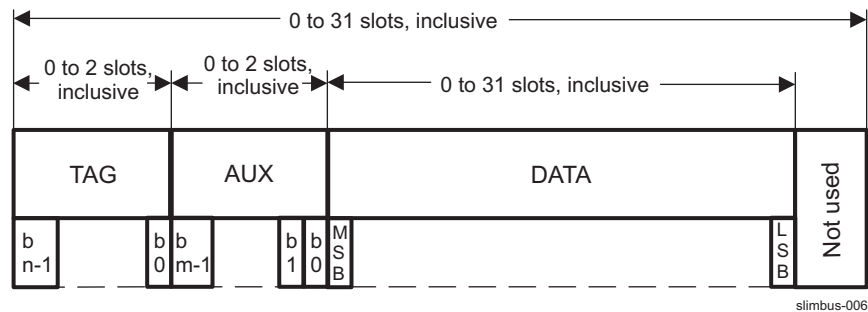 0 to 31 slots, inclusive
0 to 2 slots, 0 to 2 slots,
inclusive inclusive 0 to 31 slots, inclusive
TAG AUX DATA Not used
b b b b b M L
n-1 0 m-1 1 0 S S
B B
slimbus-006